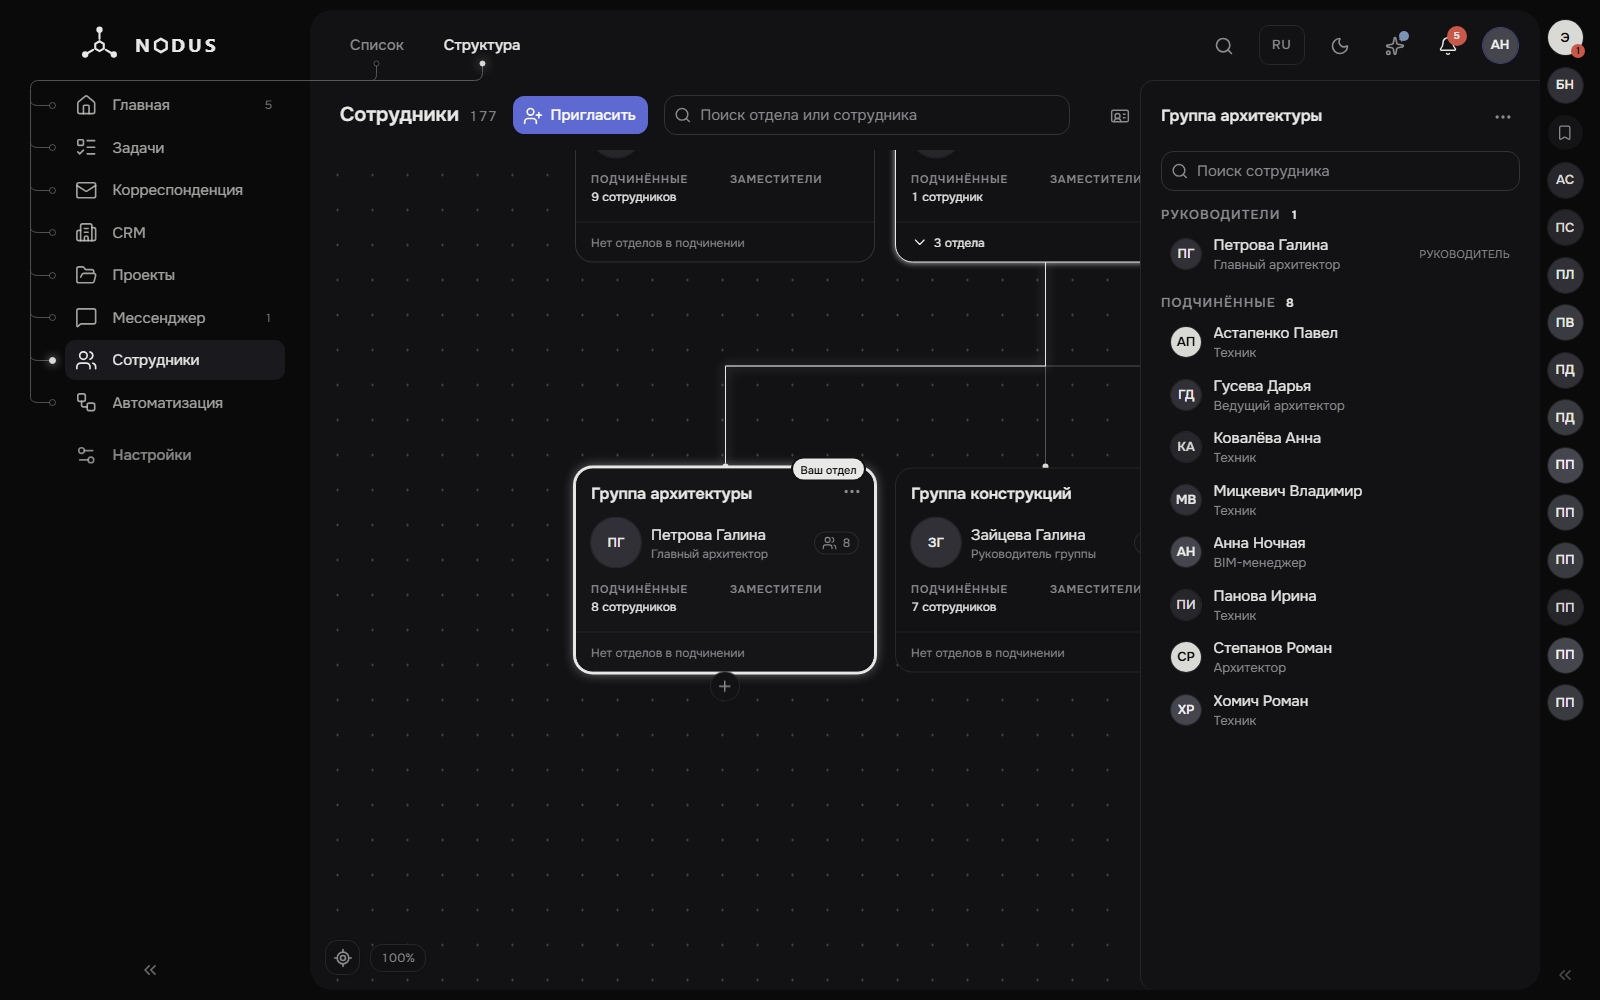 NODUS
Список
Структура
RU
5
АН
Главная
5
Задачи
Корреспонденция
CRM
Проекты
Мессенджер
1
Сотрудники
Автоматизация
Настройки
Сотрудники 177
Пригласить
Поиск отдела или сотрудника
ПОДЧИНЁННЫЕ
ЗАМЕСТИТЕЛИ
9 сотрудников
Нет отделов в подчинении
ПОДЧИНЁННЫЕ
ЗАМЕСТИТЕЛИ
1 сотрудник
3 отдела
Ваш отдел
Группа архитектуры
ПГ
Петрова Галина
Главный архитектор
8
ПОДЧИНЁННЫЕ
ЗАМЕСТИТЕЛИ
8 сотрудников
Нет отделов в подчинении
Группа конструкций
ЗГ
Зайцева Галина
Руководитель группы
ПОДЧИНЁННЫЕ
ЗАМЕСТИТЕЛИ
7 сотрудников
Нет отделов в подчинении
100%
Группа архитектуры
Поиск сотрудника
РУКОВОДИТЕЛИ 1
ПГ
Петрова Галина
Главный архитектор
РУКОВОДИТЕЛЬ
ПОДЧИНЁННЫЕ 8
АП
Астапенко Павел
Техник
ГД
Гусева Дарья
Ведущий архитектор
КА
Ковалёва Анна
Техник
МВ
Мицкевич Владимир
Техник
АН
Анна Ночная
BIM-менеджер
ПИ
Панова Ирина
Техник
СР
Степанов Роман
Архитектор
ХР
Хомич Роман
Техник
Э
1
БН
АС
ПС
ПЛ
ПВ
ПД
ПД
ПП
ПП
ПП
ПП
ПП
ПП